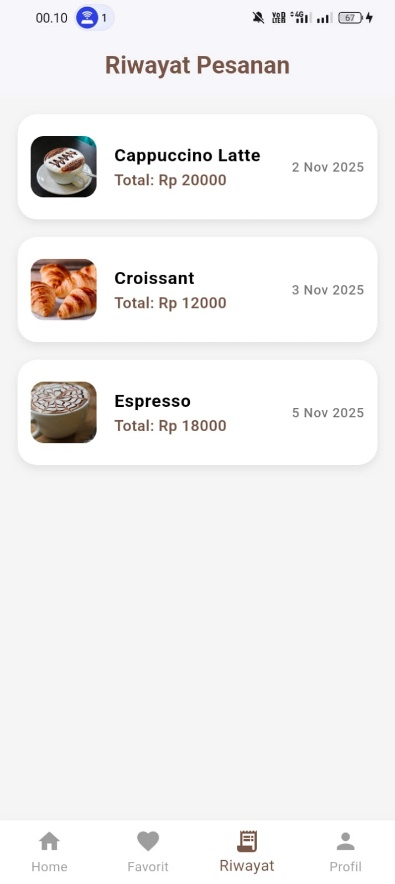 00.10
1
4G
67
Riwayat Pesanan
Cappuccino Latte
Total: Rp 20000
2 Nov 2025
Croissant
Total: Rp 12000
3 Nov 2025
Espresso
Total: Rp 18000
5 Nov 2025
Home
Favorit
Riwayat
Profil